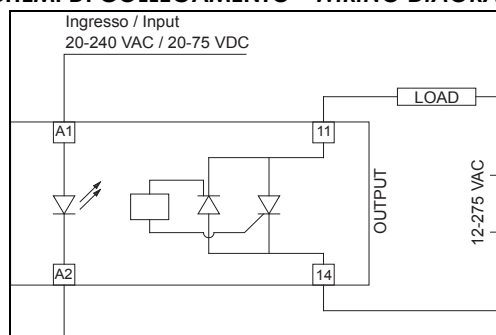 SCHEMI DI COLLEGAMENTO - WIRING DIAGRA
Ingresso / Input
20-240 VAC / 20-75 VDC
LOAD
A1
11
OUTPUT
12-275 VAC
A2
14